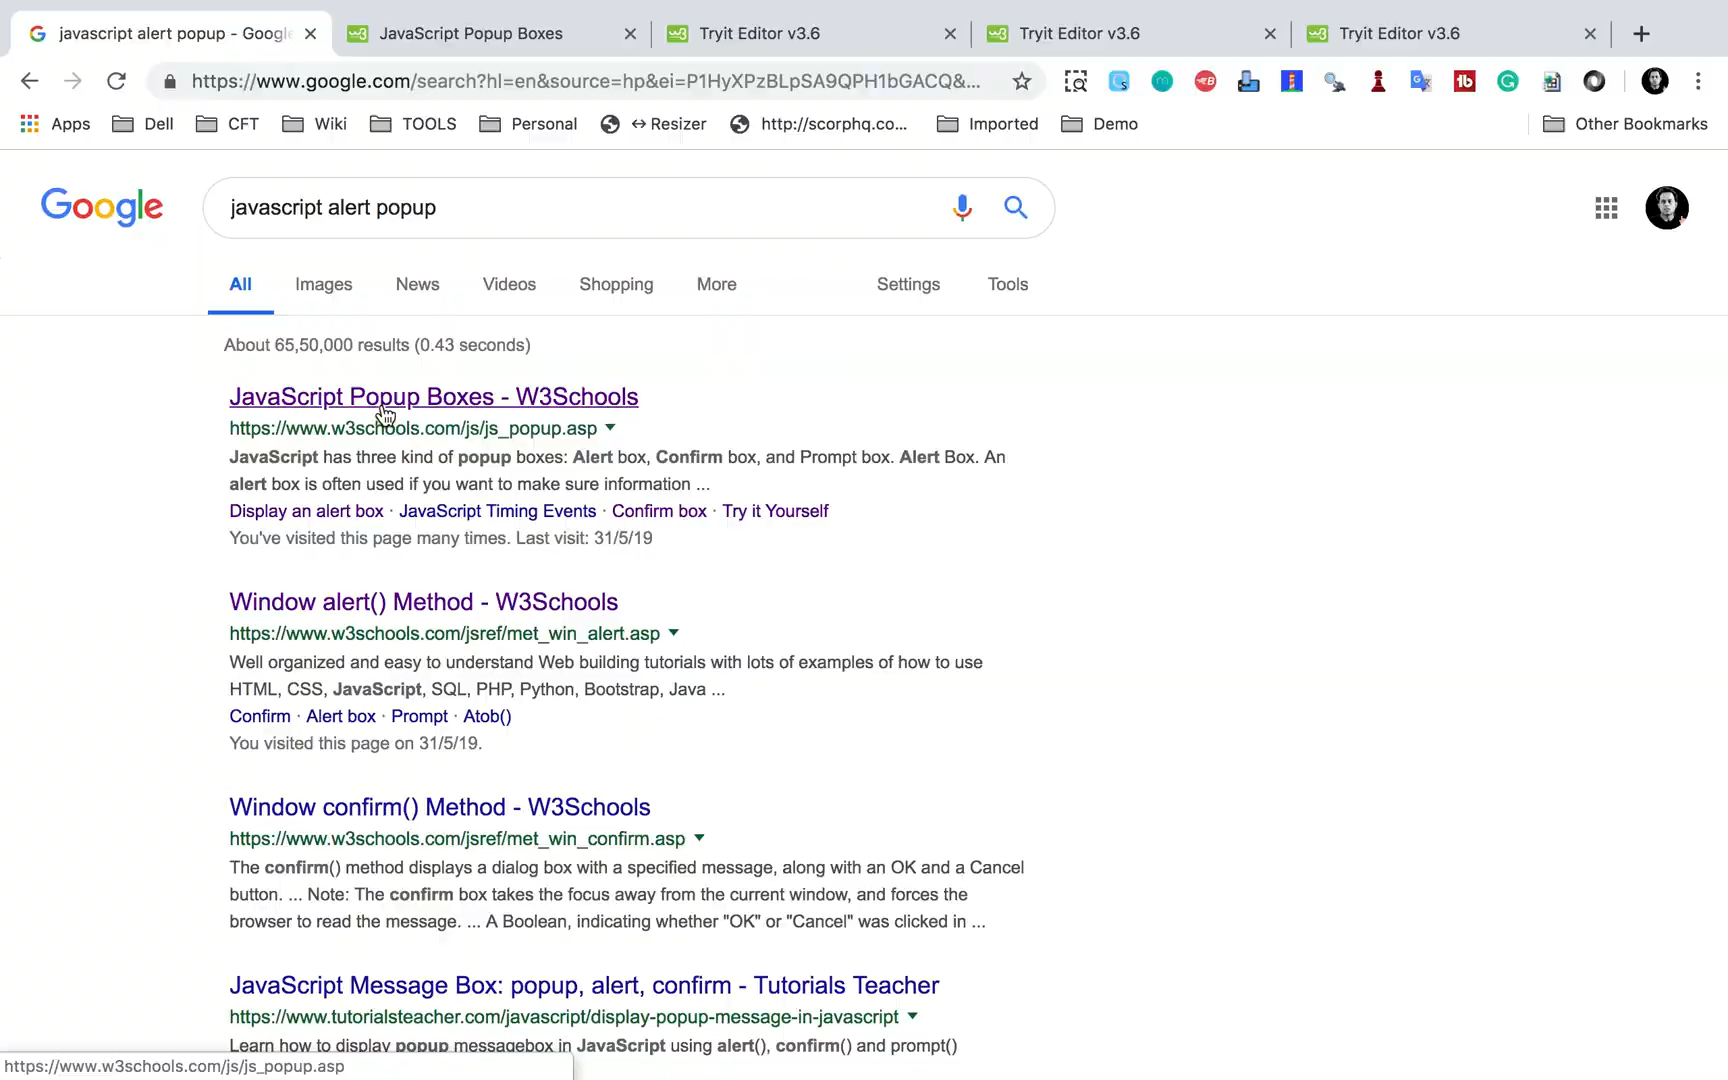 javascript alert popup - Google
JavaScript Popup Boxes
Tryit Editor v3.6
Tryit Editor v3.6
Tryit Editor v3.6
https://www.google.com/search?hl=en&source=hp&ei=P1HyXPzBLpSA9QPH1bGACQ&...
Apps
Dell
CFT
Wiki
TOOLS
Personal
↔ Resizer
http://scorphq.co...
Imported
Demo
Other Bookmarks
Google
javascript alert popup
All
Images
News
Videos
Shopping
More
Settings
Tools
About 65,50,000 results (0.43 seconds)
JavaScript Popup Boxes - W3Schools
https://www.w3schools.com/js/js_popup.asp
JavaScript has three kind of popup boxes: Alert box, Confirm box, and Prompt box. Alert Box. An
alert box is often used if you want to make sure information ...
Display an alert box · JavaScript Timing Events · Confirm box · Try it Yourself
You've visited this page many times. Last visit: 31/5/19
Window alert() Method - W3Schools
https://www.w3schools.com/jsref/met_win_alert.asp
Well organized and easy to understand Web building tutorials with lots of examples of how to use
HTML, CSS, JavaScript, SQL, PHP, Python, Bootstrap, Java ...
Confirm · Alert box · Prompt · Atob()
You visited this page on 31/5/19.
Window confirm() Method - W3Schools
https://www.w3schools.com/jsref/met_win_confirm.asp
The confirm() method displays a dialog box with a specified message, along with an OK and a Cancel
button. ... Note: The confirm box takes the focus away from the current window, and forces the
browser to read the message. ... A Boolean, indicating whether "OK" or "Cancel" was clicked in ...
JavaScript Message Box: popup, alert, confirm - Tutorials Teacher
https://www.tutorialsteacher.com/javascript/display-popup-message-in-javascript
Learn how to display popup messagebox in JavaScript using alert(), confirm() and prompt()
https://www.w3schools.com/js/js_popup.asp